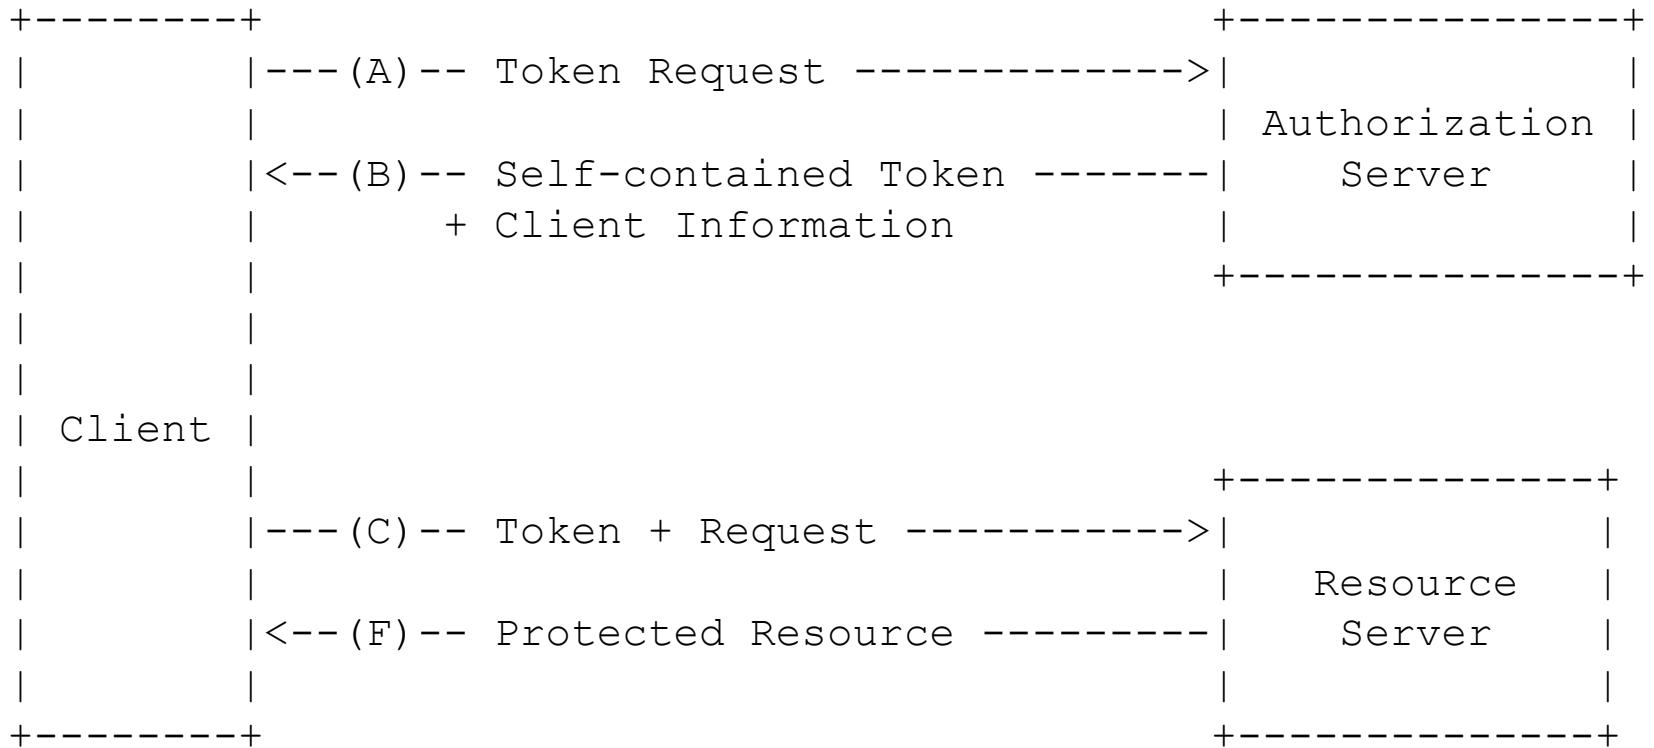 +--------+                                     +---------------+
|        |---(A)-- Token Request ------------->|               |
|        |                                     | Authorization |
|        |<--(B)-- Self-contained Token -------|    Server     |
|        |       + Client Information          |               |
|        |                                     +---------------+
|        |
|        |
| Client |
|        |                                     +--------------+
|        |---(C)-- Token + Request ----------->|              |
|        |                                     |   Resource   |
|        |<--(F)-- Protected Resource ---------|    Server    |
|        |                                     |              |
+--------+                                     +--------------+